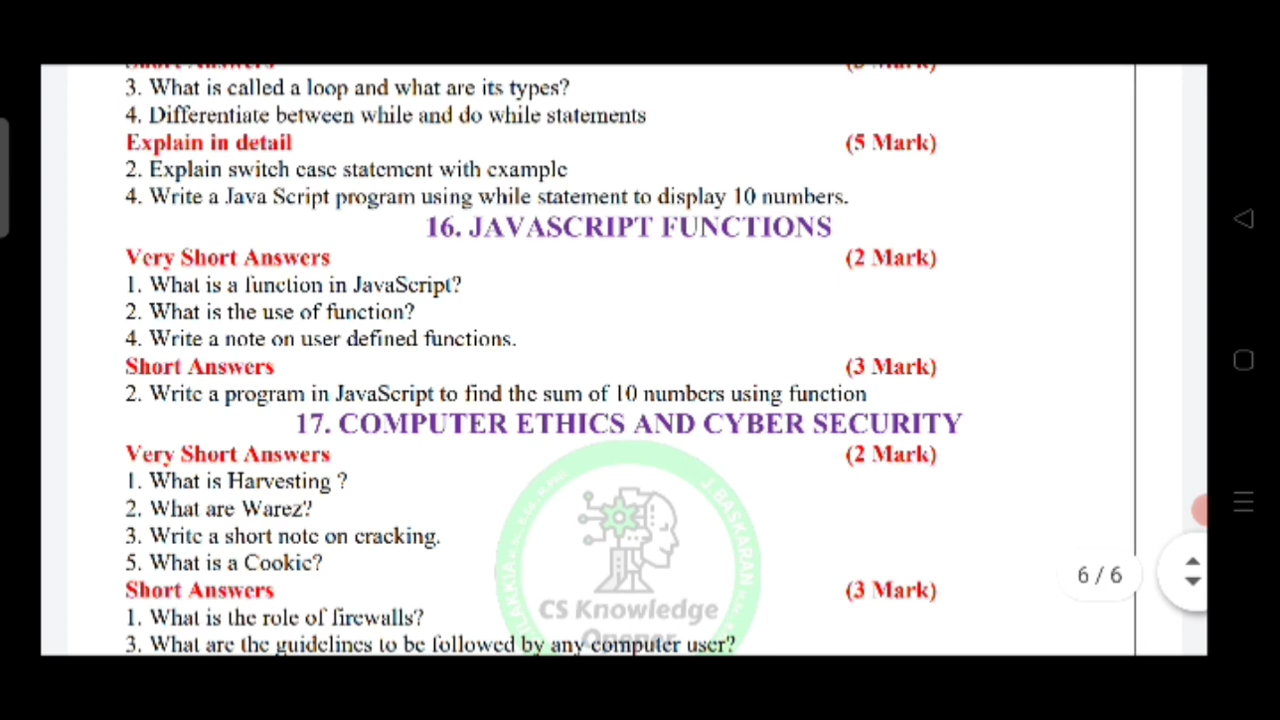 Short Answers (3 Mark)
3. What is called a loop and what are its types?
4. Differentiate between while and do while statements
Explain in detail (5 Mark)
2. Explain switch case statement with example
4. Write a Java Script program using while statement to display 10 numbers.
16. JAVASCRIPT FUNCTIONS
Very Short Answers (2 Mark)
1. What is a function in JavaScript?
2. What is the use of function?
4. Write a note on user defined functions.
Short Answers (3 Mark)
2. Write a program in JavaScript to find the sum of 10 numbers using function
17. COMPUTER ETHICS AND CYBER SECURITY
Very Short Answers (2 Mark)
1. What is Harvesting ?
2. What are Warez?
3. Write a short note on cracking.
5. What is a Cookie?
Short Answers (3 Mark)
1. What is the role of firewalls?
3. What are the guidelines to be followed by any computer user?
J.BASKARAN
CS Knowledge
Opener
6 / 6